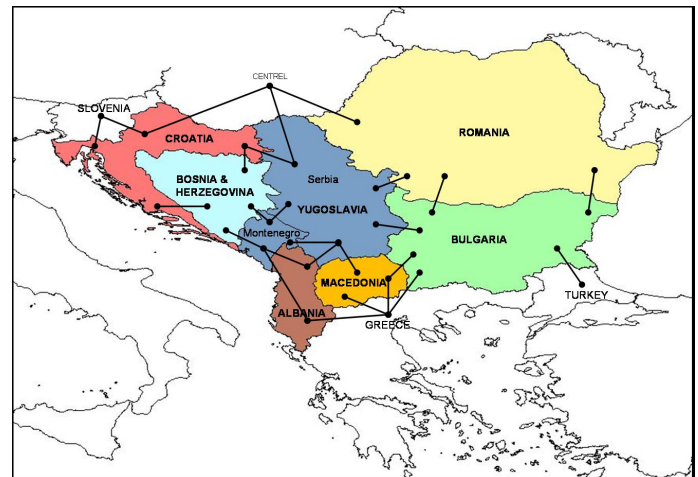 CENTREL
SLOVENIA
CROATIA
ROMANIA
BOSNIA &
HERZEGOVINA
Serbia
YUGOSLAVIA
Montenegro
BULGARIA
MACEDONIA
ALBANIA
GREECE
TURKEY